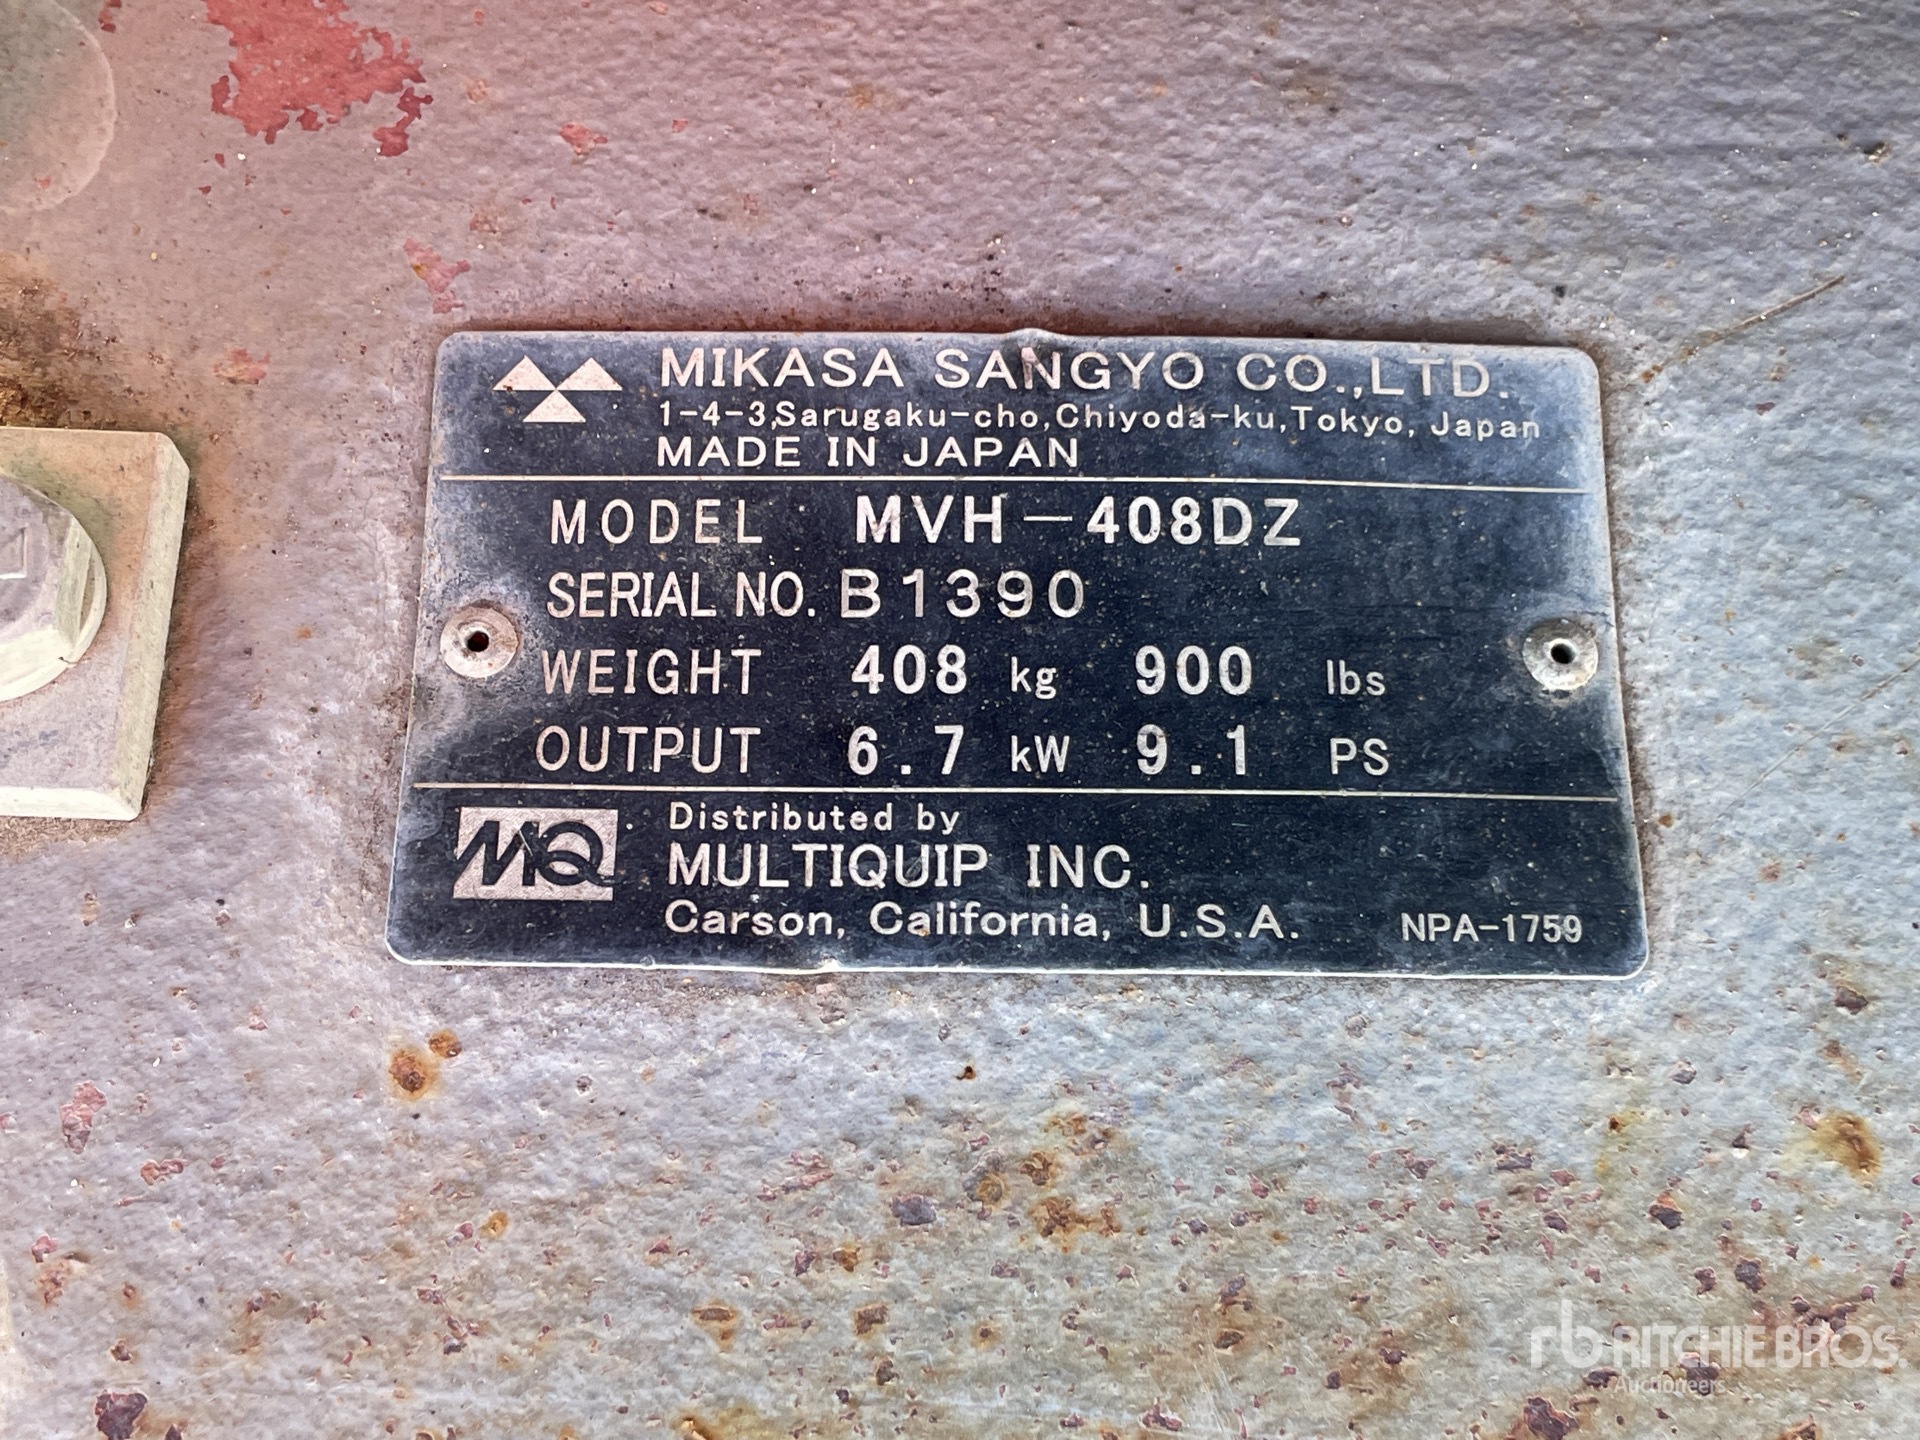 MIKASA SANGYO CO.,LTD.
1-4-3,Sarugaku-cho,Chiyoda-ku,Tokyo, Japan
MADE IN JAPAN
MODEL MVH-408DZ
SERIAL NO. B1390
WEIGHT 408 kg 900 lbs
OUTPUT 6.7 kW 9.1 PS
MQ
Distributed by
MULTIQUIP INC.
Carson, California, U.S.A. NPA-1759
rb RITCHIE BROS.
Auctioneers